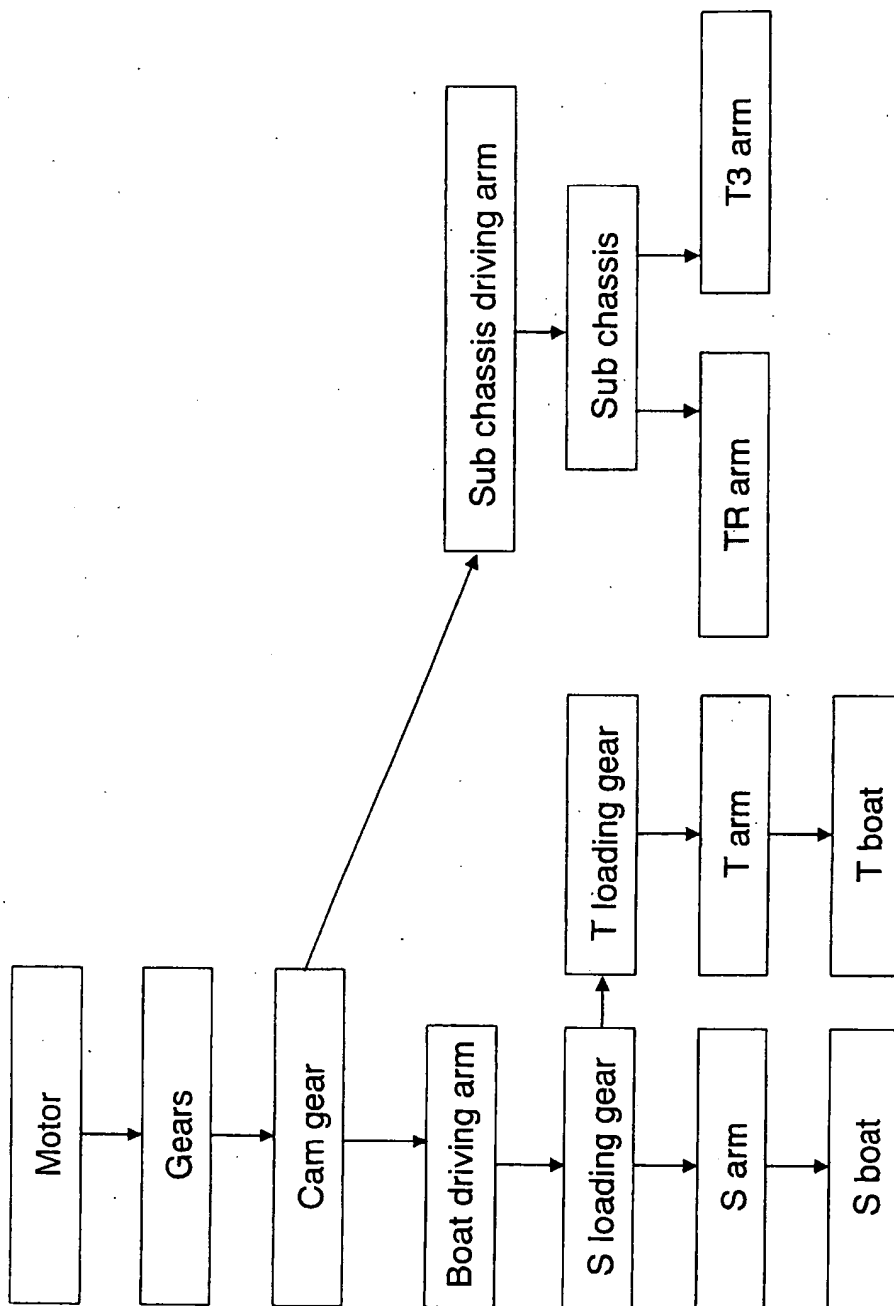 Motor
Gears
Cam gear
Boat driving arm
Sub chassis driving arm
S loading gear
T loading gear
Sub chassis
S arm
T arm
TR arm
T3 arm
S boat
T boat